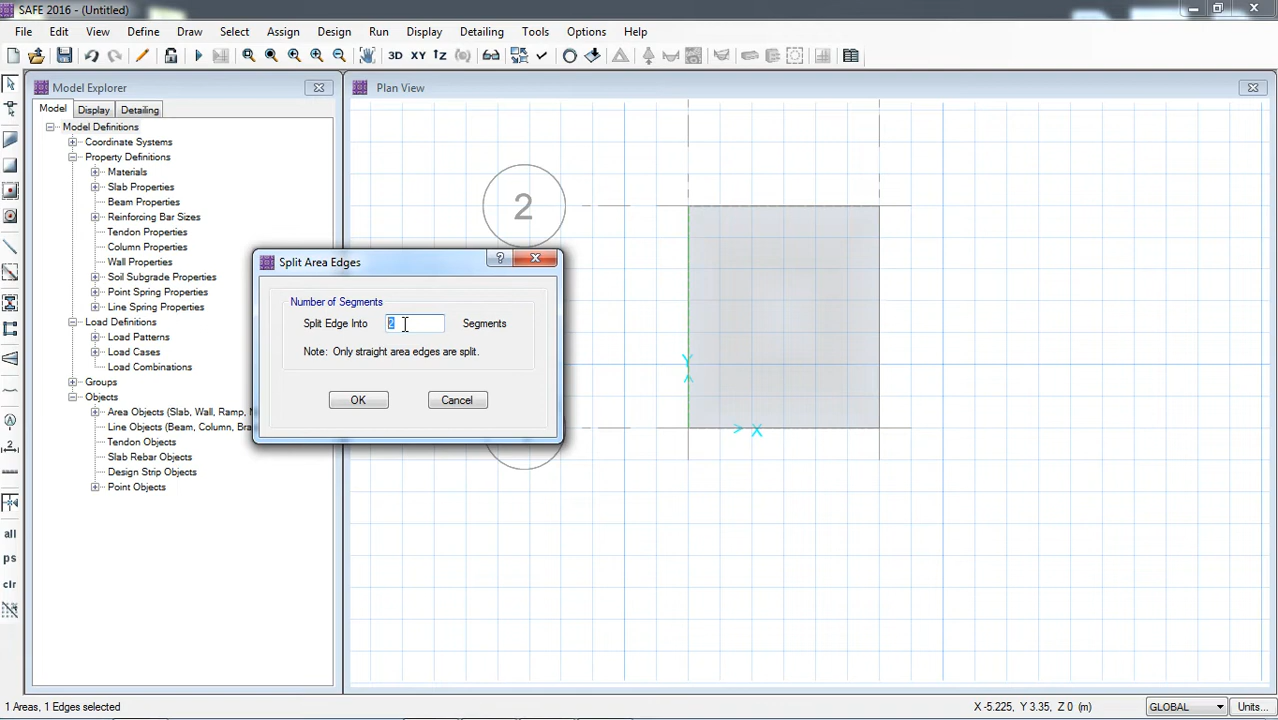 SAFE 2016 - (Untitled)
File Edit View Define Draw Select Assign Design Run Display Detailing Tools Options Help
3D XY
Model Explorer
Plan View
Model Display Detailing
Model Definitions
Coordinate Systems
Property Definitions
Materials
Slab Properties
Beam Properties
Reinforcing Bar Sizes
Tendon Properties
Column Properties
Wall Properties
Soil Subgrade Properties
Point Spring Properties
Line Spring Properties
Load Definitions
Load Patterns
Load Cases
Load Combinations
Groups
Objects
Area Objects (Slab, Wall, Ramp, N
Line Objects (Beam, Column, Bra
Tendon Objects
Slab Rebar Objects
Design Strip Objects
Point Objects
all
ps
clr
2
Split Area Edges
?
Number of Segments
Split Edge Into 2 Segments
Note: Only straight area edges are split.
OK Cancel
Y
X
1 Areas, 1 Edges selected
X -5.225, Y 3.35, Z 0 (m)
GLOBAL
Units...